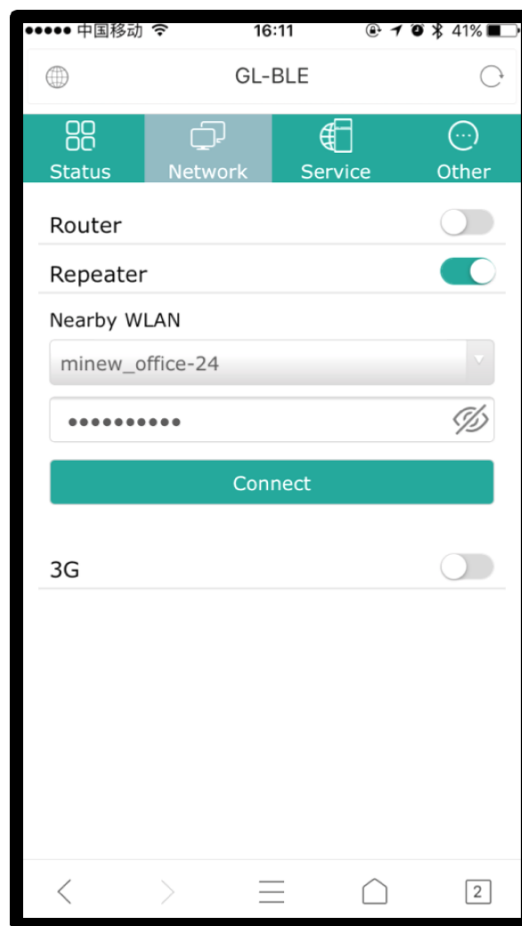 中国移动 16:11 41%
GL-BLE
Status Network Service Other
Router
Repeater
Nearby WLAN
minew_office-24
••••••••••
Connect
3G
2